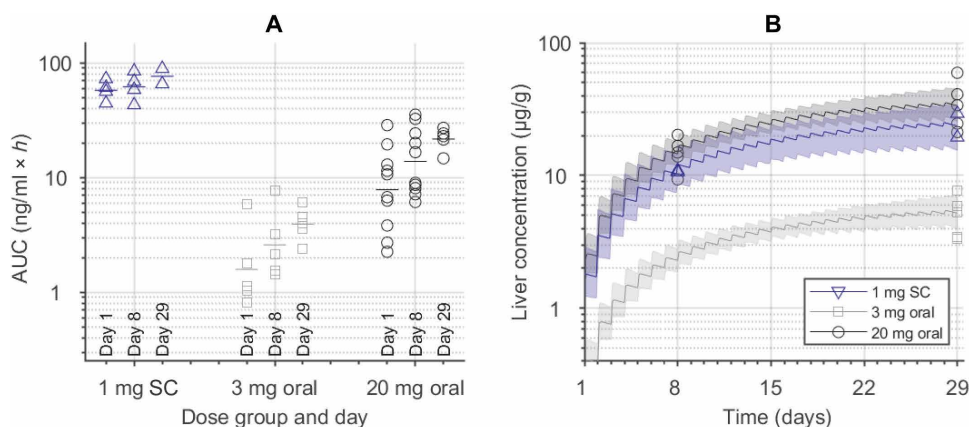 A
AUC (ng/ml × h)
100
10
1
Day 1
Day 8
Day 29
Day 1
Day 8
Day 29
Day 1
Day 8
Day 29
1 mg SC
3 mg oral
20 mg oral
Dose group and day
B
Liver concentration (μg/g)
100
10
1
1 mg SC
3 mg oral
20 mg oral
1
8
15
22
29
Time (days)